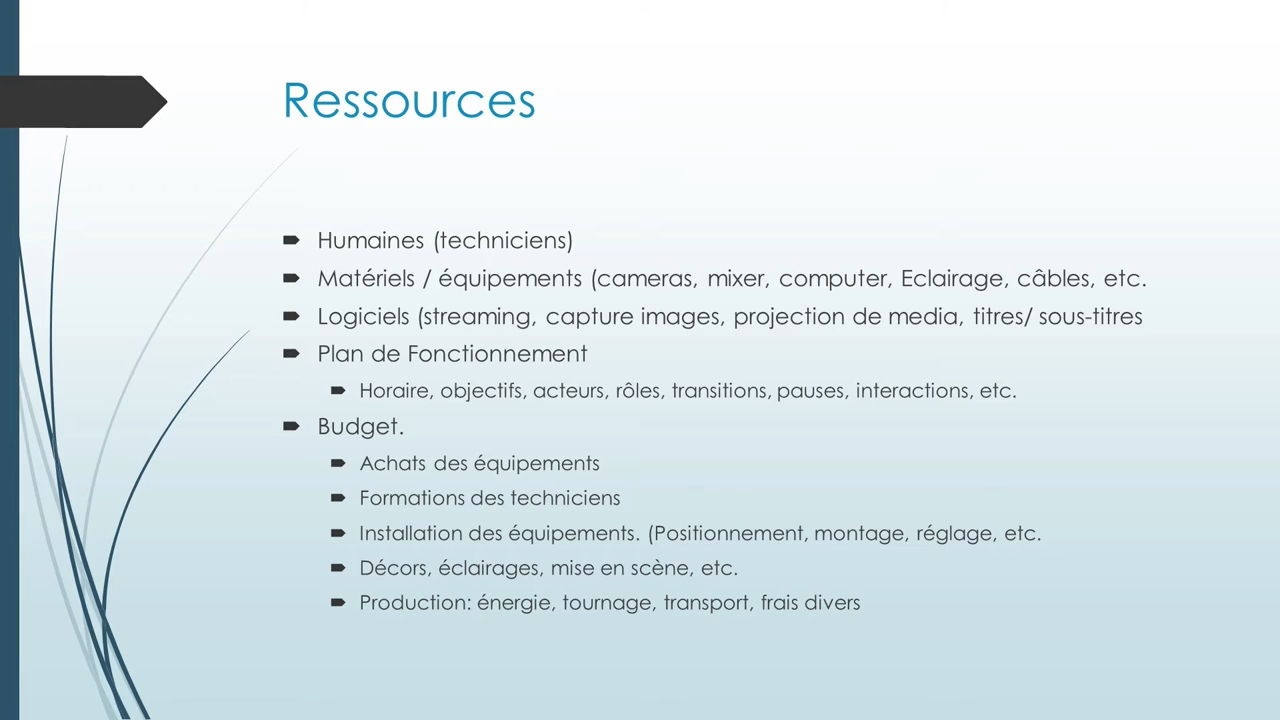 Ressources
Humaines (techniciens)
Matériels / équipements (cameras, mixer, computer, Eclairage, câbles, etc.
Logiciels (streaming, capture images, projection de media, titres/ sous-titres
Plan de Fonctionnement
Horaire, objectifs, acteurs, rôles, transitions, pauses, interactions, etc.
Budget.
Achats des équipements
Formations des techniciens
Installation des équipements. (Positionnement, montage, réglage, etc.
Décors, éclairages, mise en scène, etc.
Production: énergie, tournage, transport, frais divers